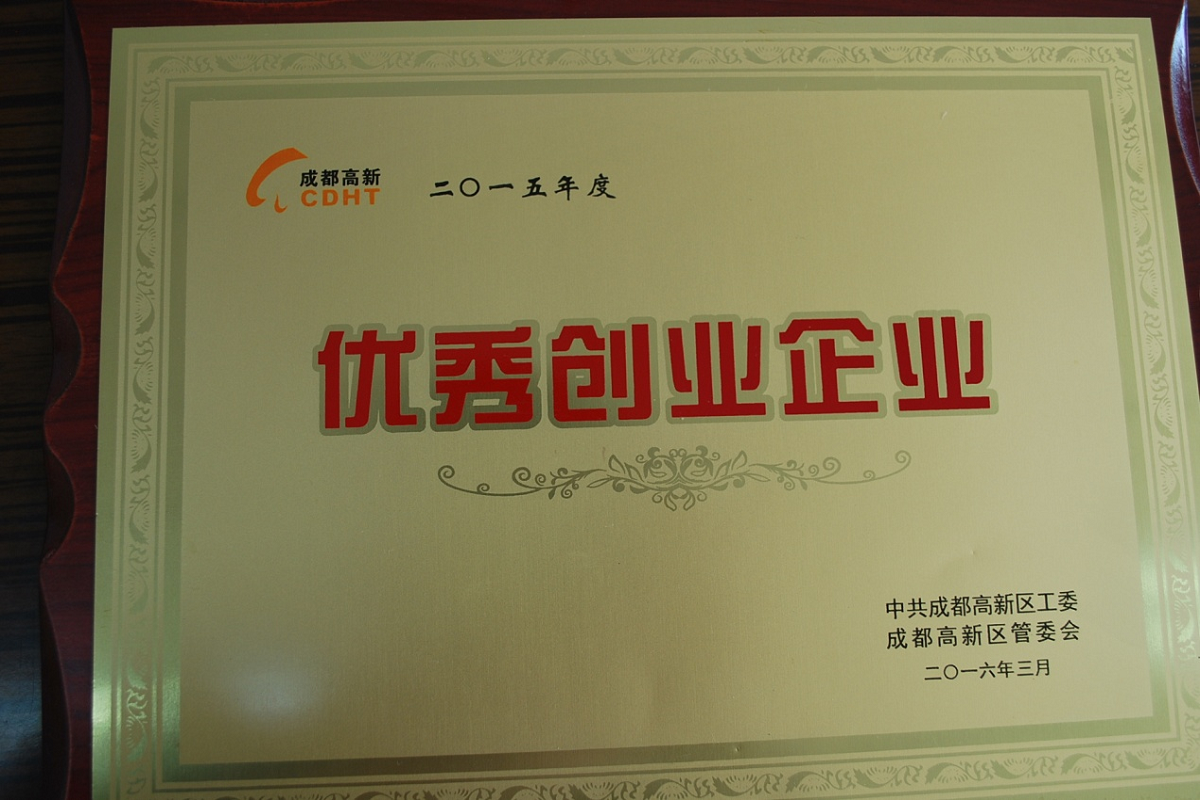 成都高新
CDHT
二〇一五年度
优秀创业企业
中共成都高新区工委
成都高新区管委会
二〇一六年三月